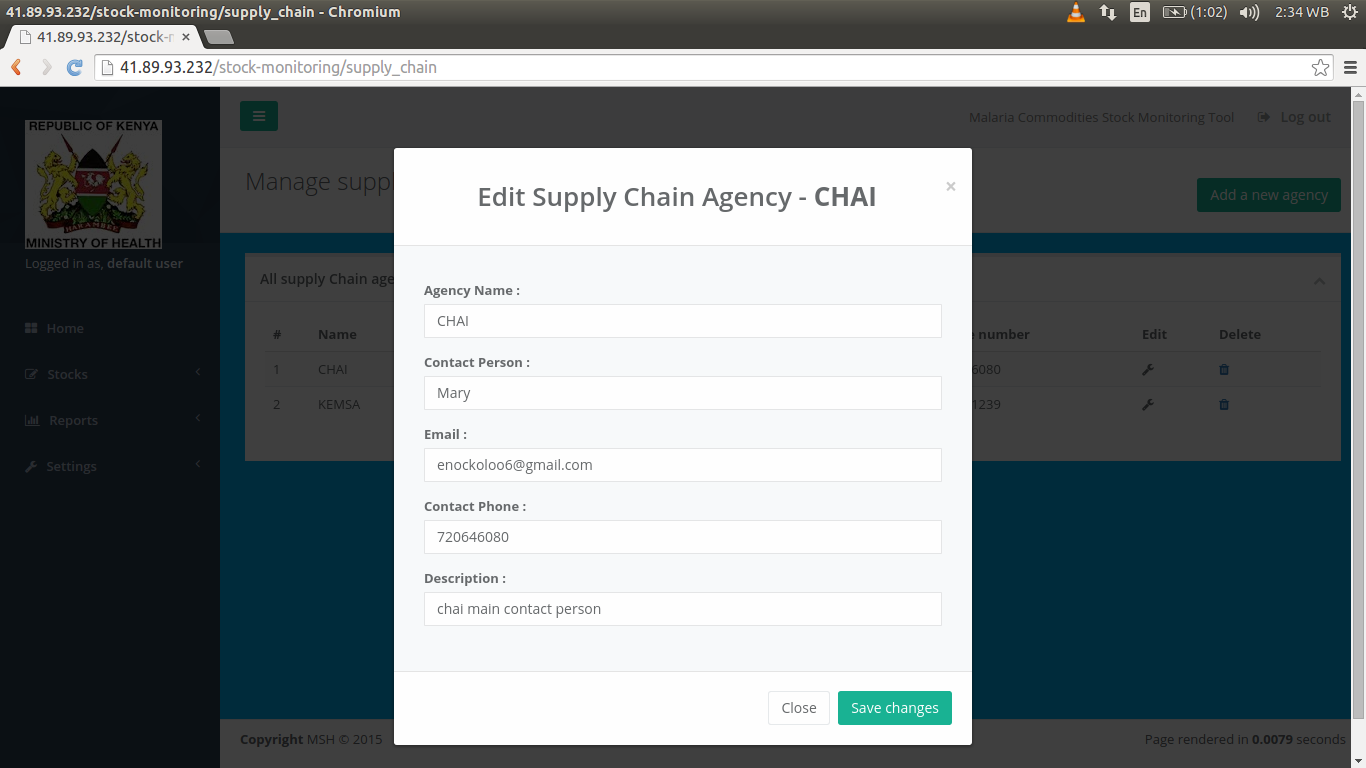 41.89.93.232/stock-monitoring/supply_chain - Chromium
En (1:02) 2:34 WB
41.89.93.232/stock-r ×
41.89.93.232/stock-monitoring/supply_chain
REPUBLIC OF KENYA
HARAMBEE
MINISTRY OF HEALTH
Logged in as, default user
Home
Stocks
Reports
Settings
Malaria Commodities Stock Monitoring Tool Log out
Manage suppl
Add a new agency
All supply Chain age
# Name number Edit Delete
1 CHAI 6080
2 KEMSA 1239
Edit Supply Chain Agency - CHAI ×
Agency Name :
CHAI
Contact Person :
Mary
Email :
enockoloo6@gmail.com
Contact Phone :
720646080
Description :
chai main contact person
Close Save changes
Copyright MSH © 2015
Page rendered in 0.0079 seconds